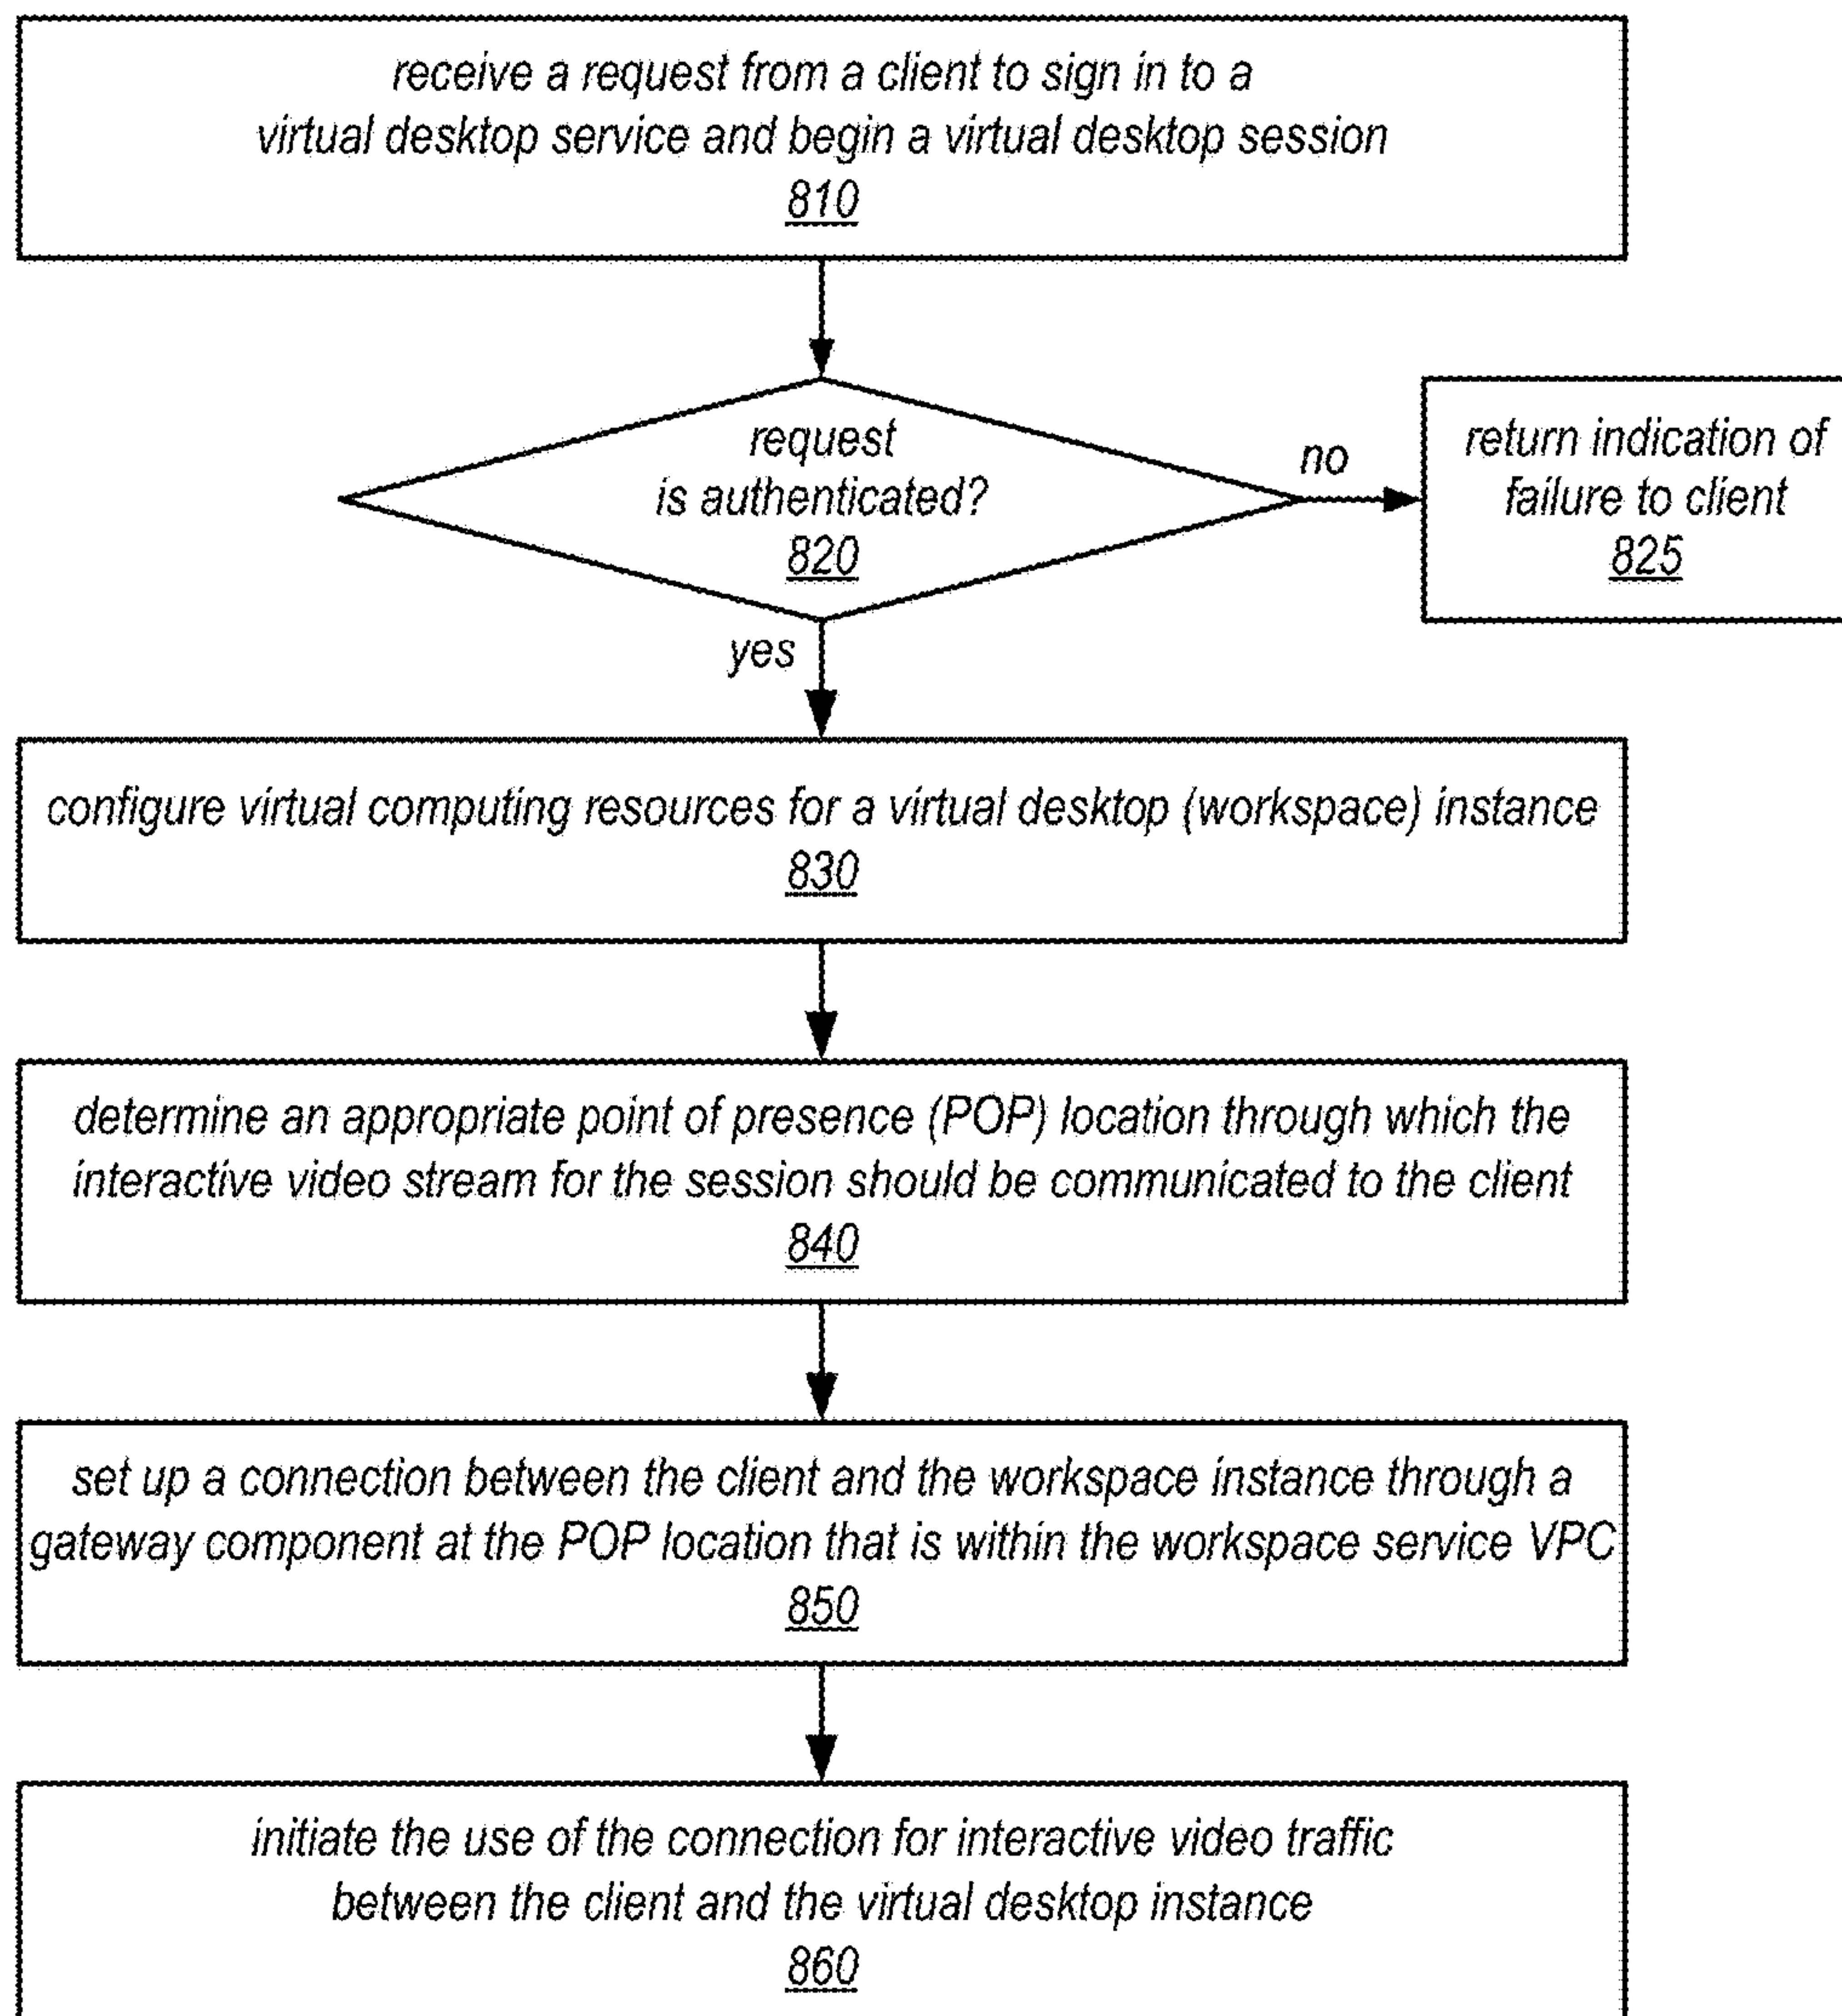 receive a request from a client to sign in to a
virtual desktop service and begin a virtual desktop session
810
request
is authenticated?
820
no
return indication of
failure to client
825
yes
configure virtual computing resources for a virtual desktop (workspace) instance
830
determine an appropriate point of presence (POP) location through which the
interactive video stream for the session should be communicated to the client
840
set up a connection between the client and the workspace instance through a
gateway component at the POP location that is within the workspace service VPC
850
initiate the use of the connection for interactive video traffic
between the client and the virtual desktop instance
860